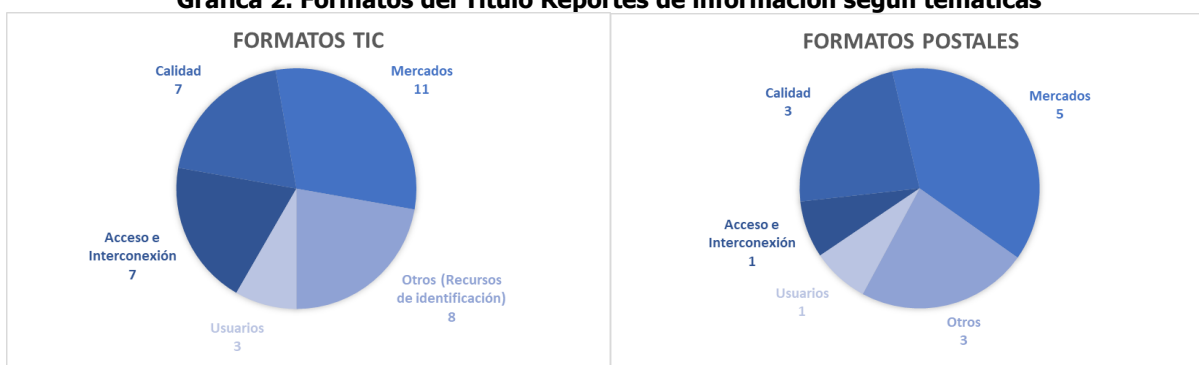 Gráfica 2. Formatos del Título Reportes de información según temáticas
FORMATOS TIC
Calidad
7
Mercados
11
Acceso e
Interconexión
7
Otros (Recursos
de identificación)
8
Usuarios
3
FORMATOS POSTALES
Calidad
3
Mercados
5
Acceso e
Interconexión
1
Usuarios
1
Otros
3